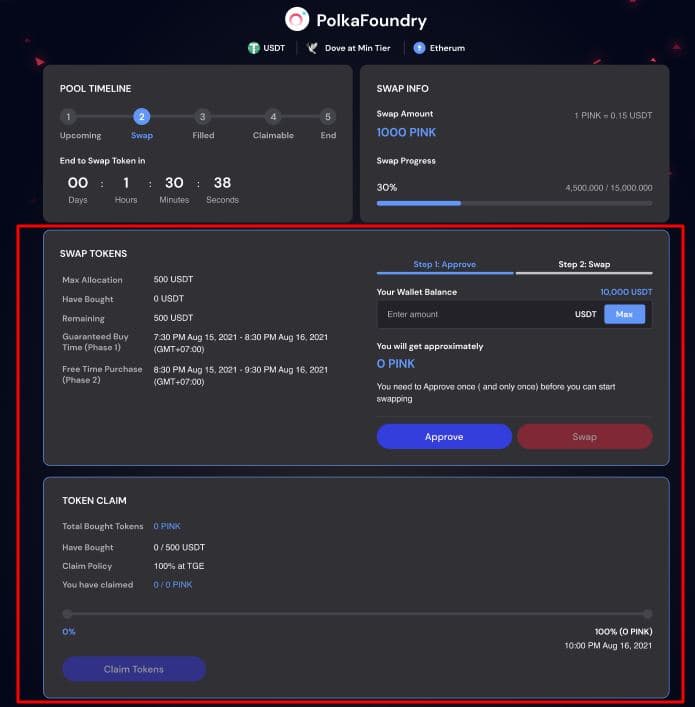 PolkaFoundry
USDT Dove at Min Tier Etherum
POOL TIMELINE
1 2 3 4 5
Upcoming Swap Filled Claimable End
End to Swap Token in
00 : 1 : 30 : 38
Days Hours Minutes Seconds
SWAP INFO
Swap Amount
1 PINK = 0.15 USDT
1000 PINK
Swap Progress
30% 4,500.000 / 15,000.000
SWAP TOKENS
Max Allocation 500 USDT
Have Bought 0 USDT
Remaining 500 USDT
Guaranteed Buy 7:30 PM Aug 15, 2021 - 8:30 PM Aug 16, 2021
Time (Phase 1) (GMT+07:00)
Free Time Purchase 8:30 PM Aug 15, 2021 - 9:30 PM Aug 16, 2021
(Phase 2) (GMT+07:00)
Step 1: Approve Step 2: Swap
Your Wallet Balance 10,000 USDT
Enter amount USDT Max
You will get approximately
0 PINK
You need to Approve once ( and only once) before you can start
swapping
Approve Swap
TOKEN CLAIM
Total Bought Tokens 0 PINK
Have Bought 0 / 500 USDT
Claim Policy 100% at TGE
You have claimed 0 / 0 PINK
0% 100% (0 PINK)
10:00 PM Aug 16, 2021
Claim Tokens